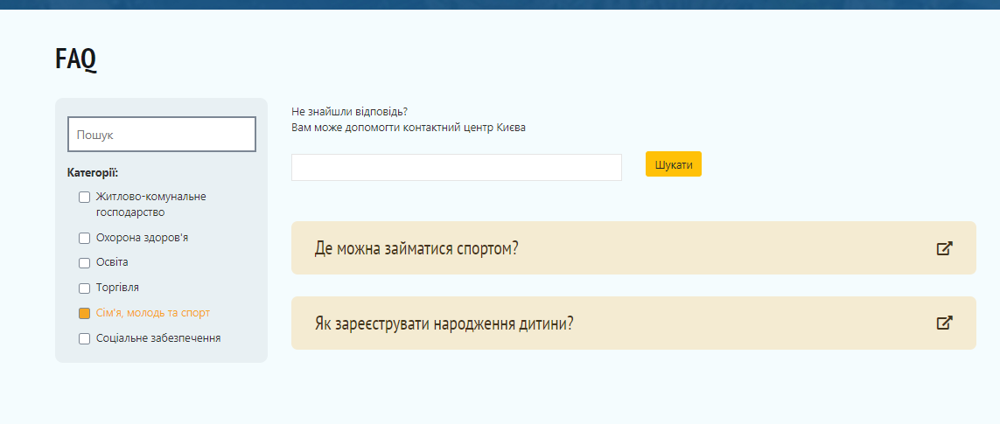 FAQ
Пошук
Категорії:
Житлово-комунальне
господарство
Охорона здоров'я
Освіта
Торгівля
Сім'я, молодь та спорт
Соціальне забезпечення
Не знайшли відповідь?
Вам може допомогти контактний центр Києва
Шукати
Де можна займатися спортом?
Як зареєструвати народження дитини?